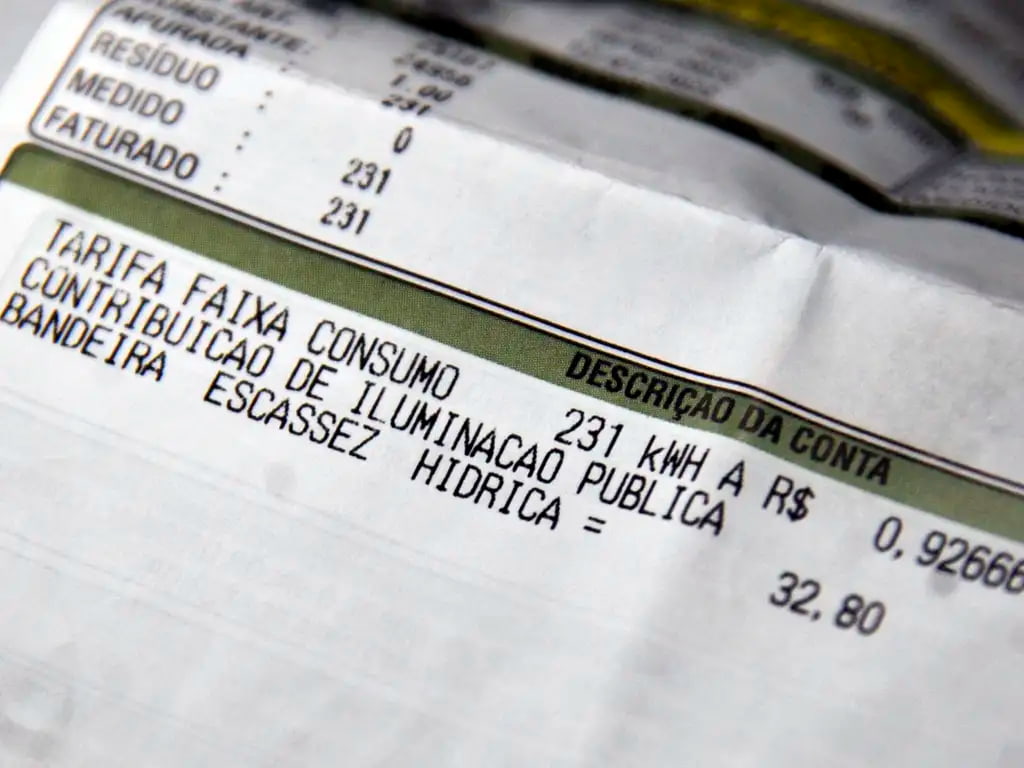 APURADA :
CONSTANTE: 1.00
RESÍDUO : 0
MEDIDO : 231
FATURADO : 231
DESCRIÇÃO DA CONTA
TARIFA FAIXA CONSUMO 231 KWH A R$ 0,92666
CONTRIBUICAO DE ILUMINACAO PUBLICA
BANDEIRA ESCASSEZ HIDRICA = 32,80